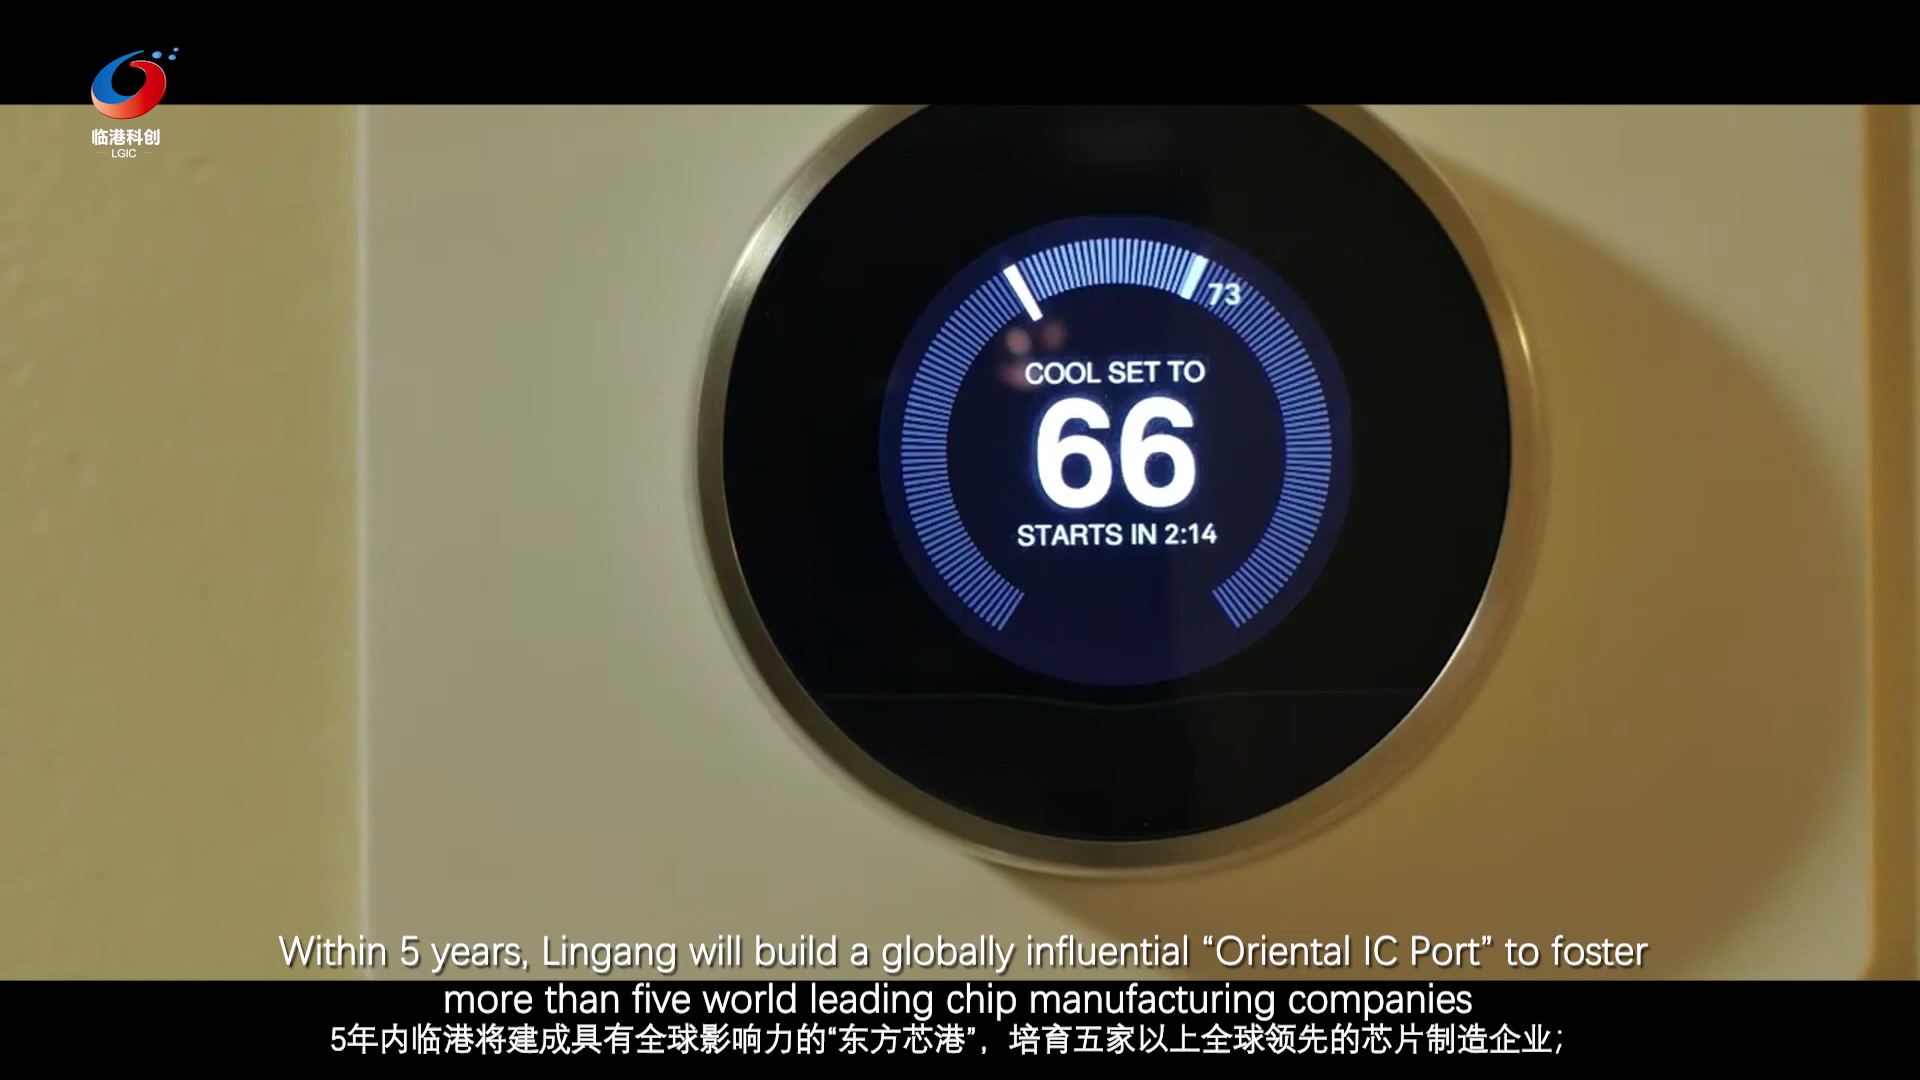 临港科创
LGIC
73
COOL SET TO
66
STARTS IN 2:14
Within 5 years, Lingang will build a globally influential “Oriental IC Port” to foster
more than five world leading chip manufacturing companies
5年内临港将建成具有全球影响力的“东方芯港”，培育五家以上全球领先的芯片制造企业；